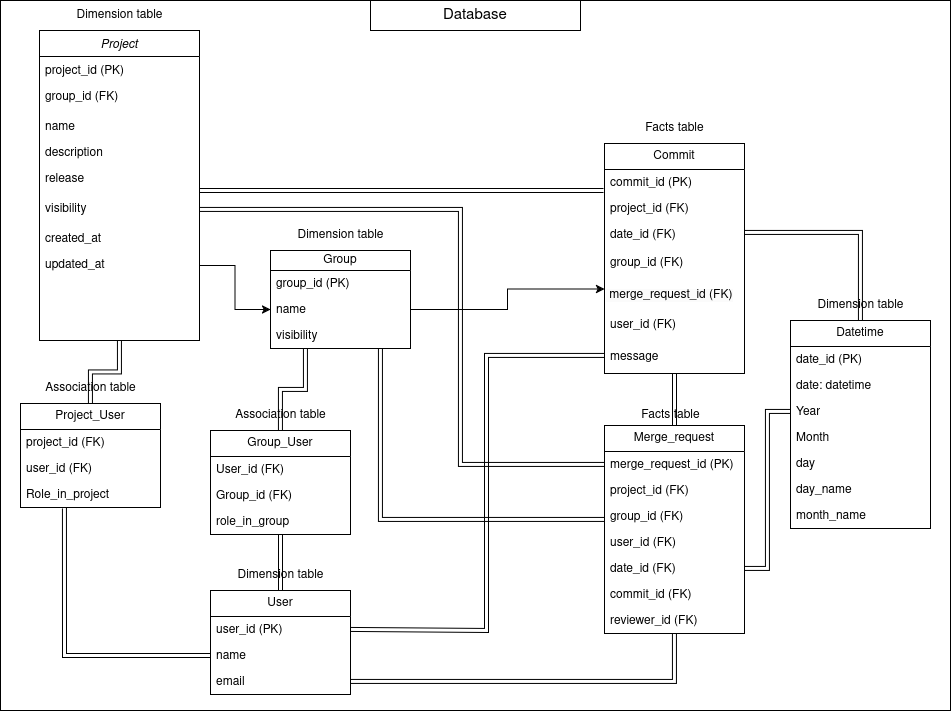 Database
Dimension table
Project
project_id (PK)
group_id (FK)
name
description
release
visibility
created_at
updated_at
Dimension table
Group
group_id (PK)
name
visibility
Facts table
Commit
commit_id (PK)
project_id (FK)
date_id (FK)
group_id (FK)
merge_request_id (FK)
user_id (FK)
message
Dimension table
Datetime
date_id (PK)
date: datetime
Year
Month
day
day_name
month_name
Association table
Project_User
project_id (FK)
user_id (FK)
Role_in_project
Association table
Group_User
User_id (FK)
Group_id (FK)
role_in_group
Facts table
Merge_request
merge_request_id (PK)
project_id (FK)
group_id (FK)
user_id (FK)
date_id (FK)
commit_id (FK)
reviewer_id (FK)
Dimension table
User
user_id (PK)
name
email